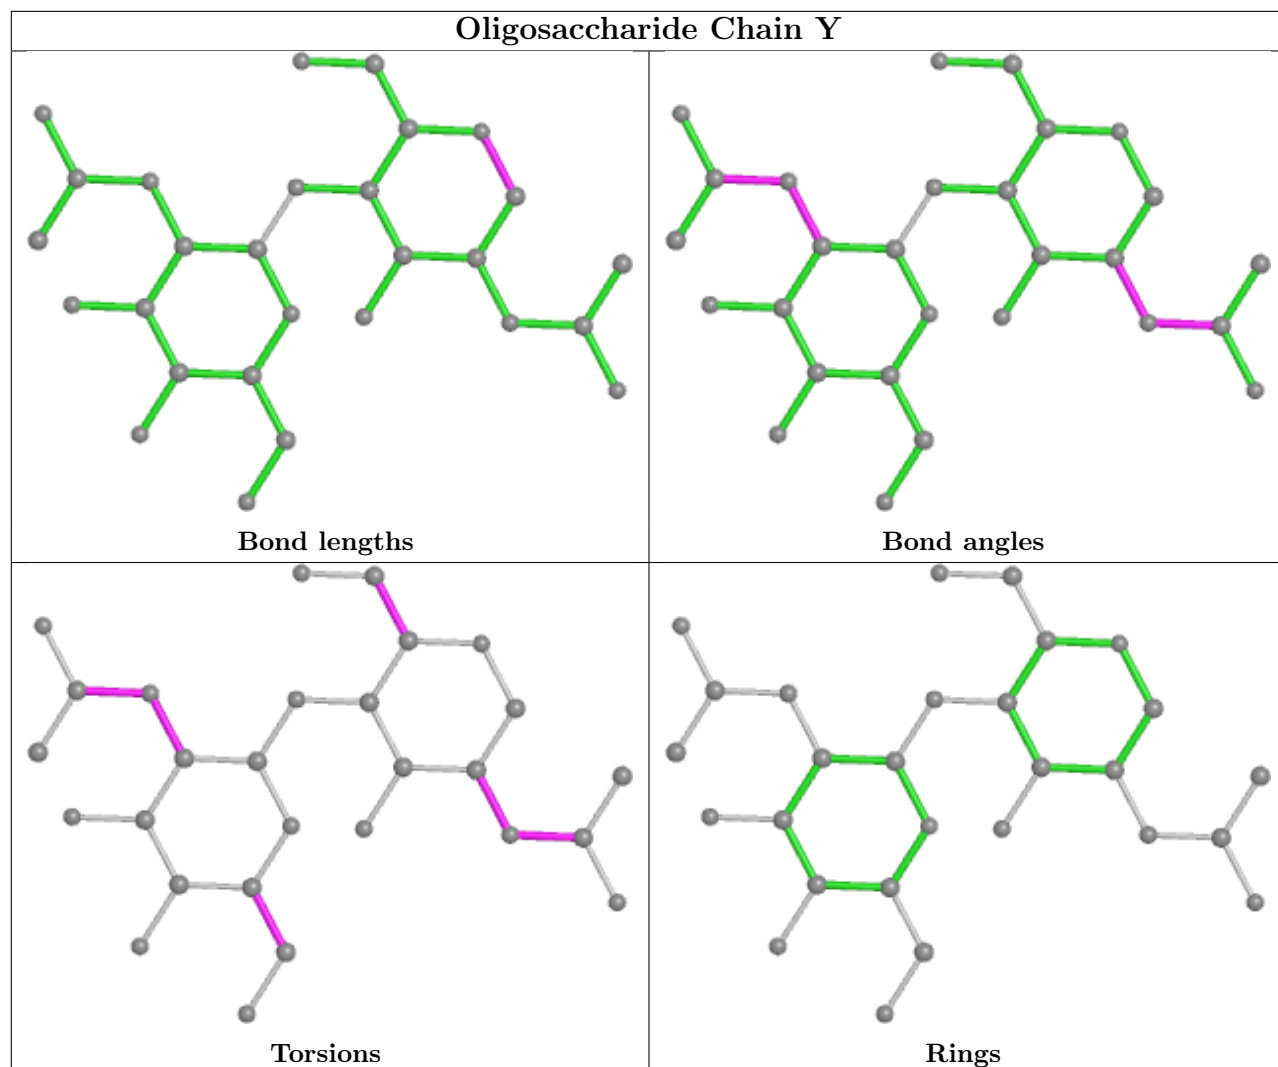 Oligosaccharide Chain Y
Bond lengths
Bond angles
Torsions
Rings